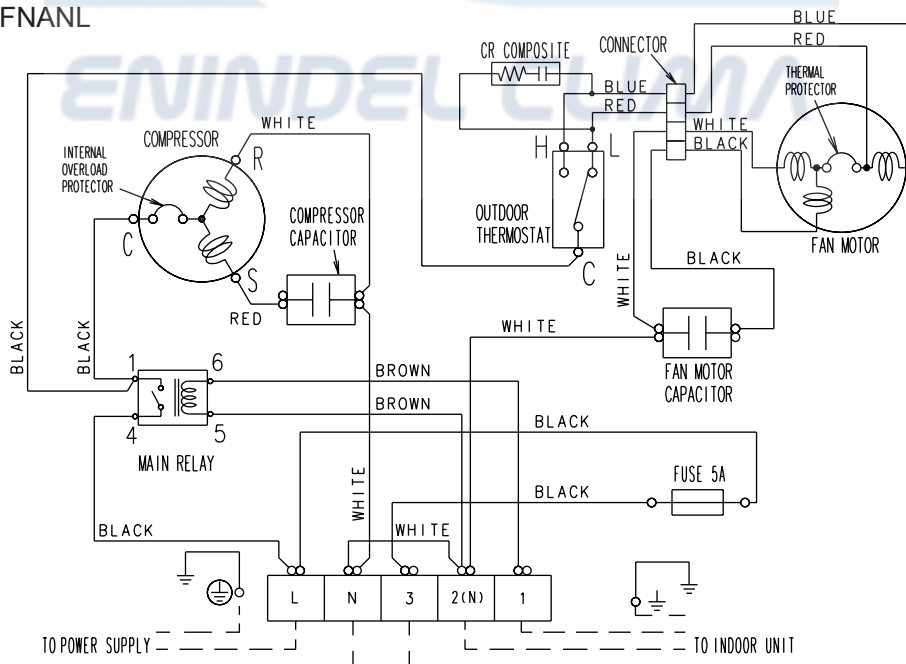 FNANL
ENINDEL CLIMA
BLUE
RED
CR COMPOSITE
CONNECTOR
THERMAL
PROTECTOR
BLUE
RED
WHITE
WHITE
BLACK
COMPRESSOR
R
H
L
INTERNAL
OVERLOAD
PROTECTOR
COMPRESSOR
CAPACITOR
OUTDOOR
THERMOSTAT
FAN MOTOR
C
S
C
BLACK
WHITE
RED
WHITE
BLACK
BLACK
FAN MOTOR
CAPACITOR
1
6
BROWN
BROWN
4
5
BLACK
MAIN RELAY
FUSE 5A
WHITE
BLACK
BLACK
WHITE
L
N
3
2(N)
1
TO POWER SUPPLY
TO INDOOR UNIT